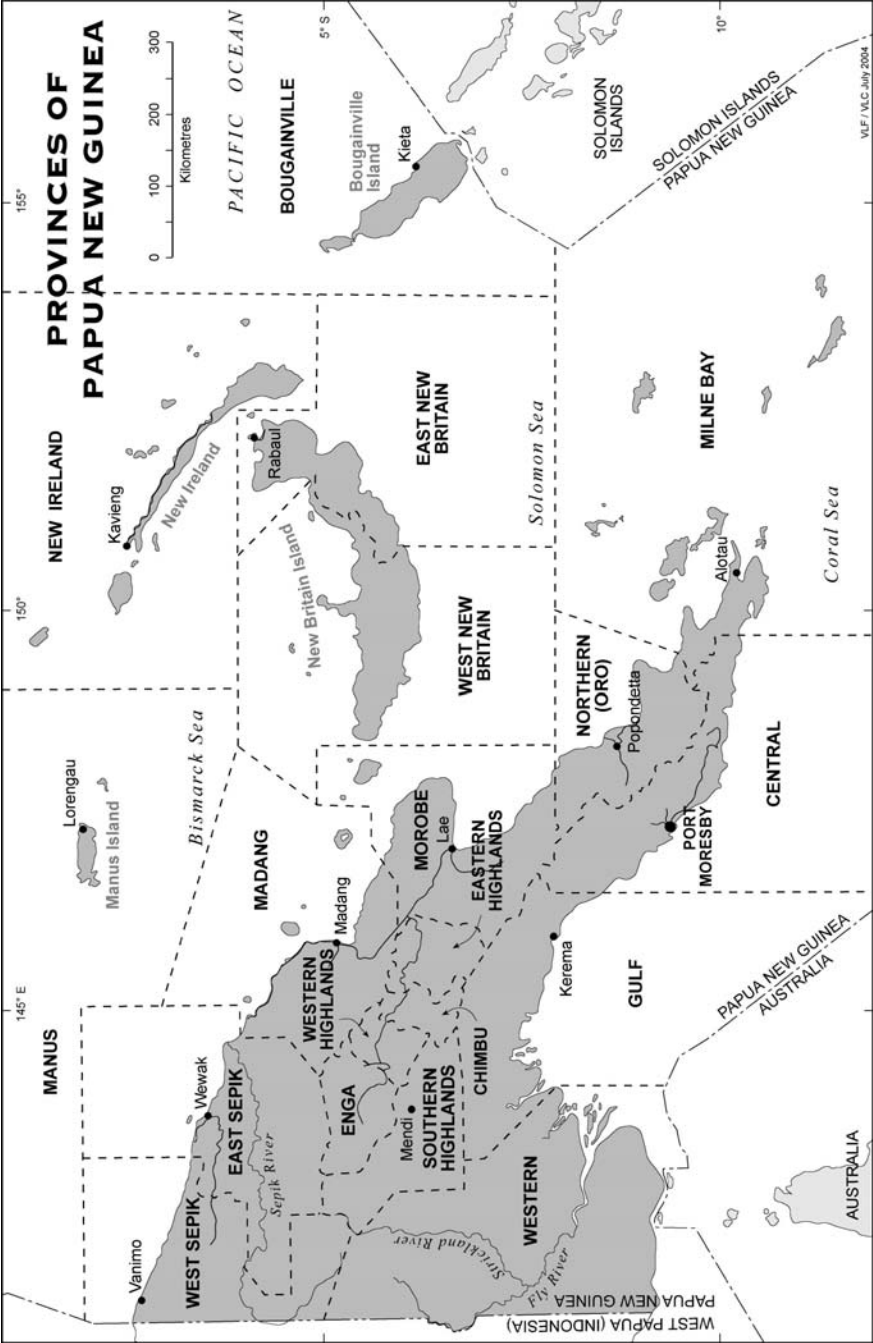 PROVINCES OF
PAPUA NEW GUINEA
0
100
150
200
300
Kilometres
145° E
150°
155°
5° S
10°
MANUS
Lorengau
Manus Island
Bismarck Sea
NEW IRELAND
Kavieng
New Ireland
PACIFIC OCEAN
BOUGAINVILLE
Bougainville
Island
Kieta
Vanimo
WEST SEPIK
Wewak
EAST SEPIK
Sepik River
MADANG
Madang
Rabaul
New Britain Island
EAST NEW
BRITAIN
WEST NEW
BRITAIN
Solomon Sea
WESTERN
HIGHLANDS
ENGA
Mendi
SOUTHERN
HIGHLANDS
CHIMBU
EASTERN
HIGHLANDS
MOROBE
Lae
WESTERN
Strickland River
Fly River
WEST PAPUA (INDONESIA)
PAPUA NEW GUINEA
Kerema
GULF
NORTHERN
(ORO)
Popondetta
PORT
MORESBY
CENTRAL
Alotau
MILNE BAY
Coral Sea
SOLOMON
ISLANDS
SOLOMON ISLANDS
PAPUA NEW GUINEA
PAPUA NEW GUINEA
AUSTRALIA
AUSTRALIA
VLF / VLC July 2004